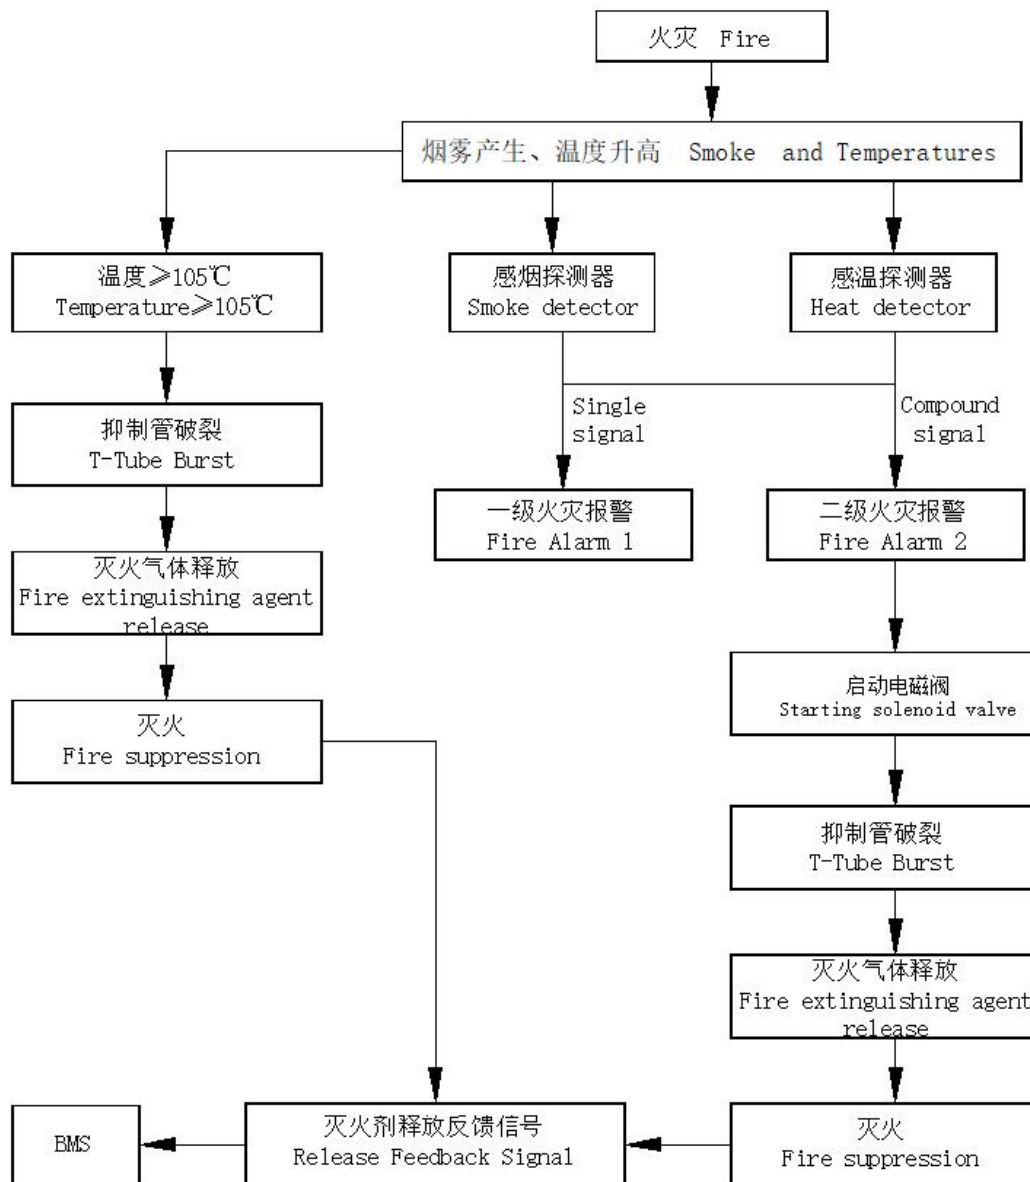 火灾 Fire
烟雾产生、温度升高 Smoke and Temperatures
温度≥105℃
Temperature≥105℃
感烟探测器
Smoke detector
感温探测器
Heat detector
Single
signal
Compound
signal
抑制管破裂
T-Tube Burst
一级火灾报警
Fire Alarm 1
二级火灾报警
Fire Alarm 2
灭火气体释放
Fire extinguishing agent
release
启动电磁阀
Starting solenoid valve
灭火
Fire suppression
抑制管破裂
T-Tube Burst
灭火气体释放
Fire extinguishing agent
release
BMS
灭火剂释放反馈信号
Release Feedback Signal
灭火
Fire suppression